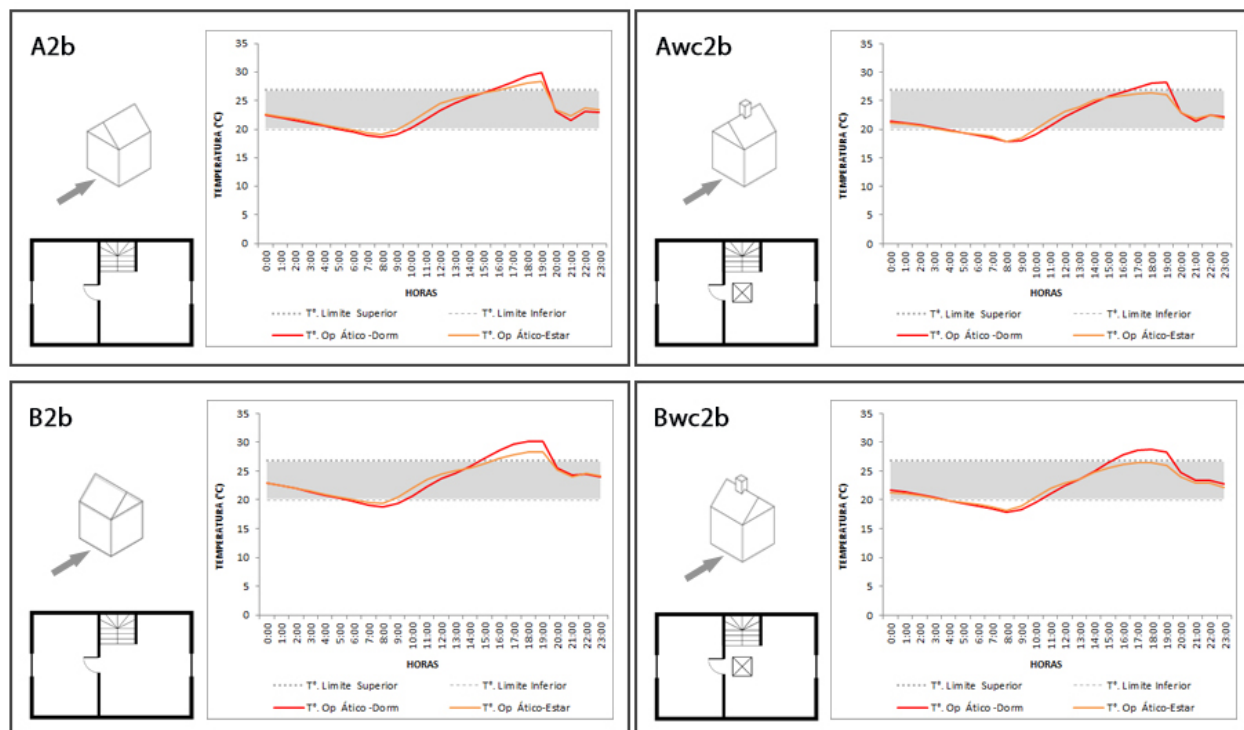 A2b
TEMPERATURA (°C)
35
30
25
20
15
10
5
0
0:00 1:00 2:00 3:00 4:00 5:00 6:00 7:00 8:00 9:00 10:00 11:00 12:00 13:00 14:00 15:00 16:00 17:00 18:00 19:00 20:00 21:00 22:00 23:00
HORAS
Tª. Limite Superior Tª. Limite Inferior
Tª. Op Ático -Dorm Tª. Op Ático-Estar
Awc2b
TEMPERATURA (°C)
35
30
25
20
15
10
5
0
0:00 1:00 2:00 3:00 4:00 5:00 6:00 7:00 8:00 9:00 10:00 11:00 12:00 13:00 14:00 15:00 16:00 17:00 18:00 19:00 20:00 21:00 22:00 23:00
HORAS
Tª. Limite Superior Tª. Limite Inferior
Tª. Op Ático -Dorm Tª. Op Ático-Estar
B2b
TEMPERATURA (°C)
35
30
25
20
15
10
5
0
0:00 1:00 2:00 3:00 4:00 5:00 6:00 7:00 8:00 9:00 10:00 11:00 12:00 13:00 14:00 15:00 16:00 17:00 18:00 19:00 20:00 21:00 22:00 23:00
HORAS
Tª. Limite Superior Tª. Limite Inferior
Tª. Op Ático -Dorm Tª. Op Ático-Estar
Bwc2b
TEMPERATURA (°C)
35
30
25
20
15
10
5
0
0:00 1:00 2:00 3:00 4:00 5:00 6:00 7:00 8:00 9:00 10:00 11:00 12:00 13:00 14:00 15:00 16:00 17:00 18:00 19:00 20:00 21:00 22:00 23:00
HORAS
Tª. Limite Superior Tª. Limite Inferior
Tª. Op Ático -Dorm Tª. Op Ático-Estar